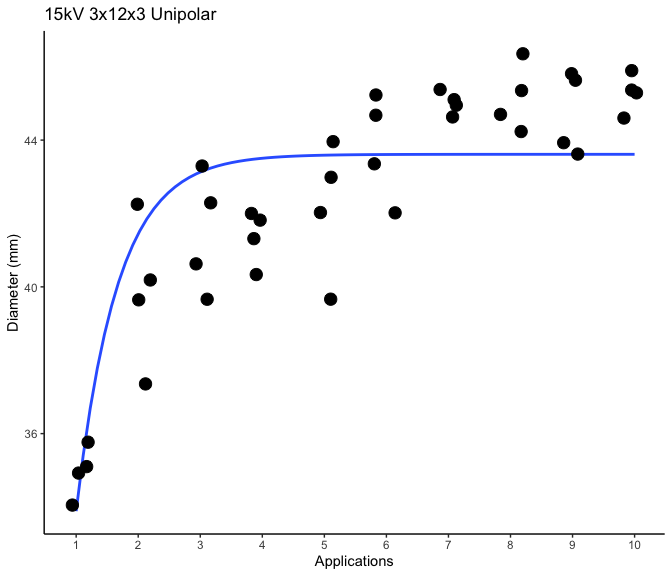 15kV 3x12x3 Unipolar
Diameter (mm)
44
40
36
1 2 3 4 5 6 7 8 9 10
Applications